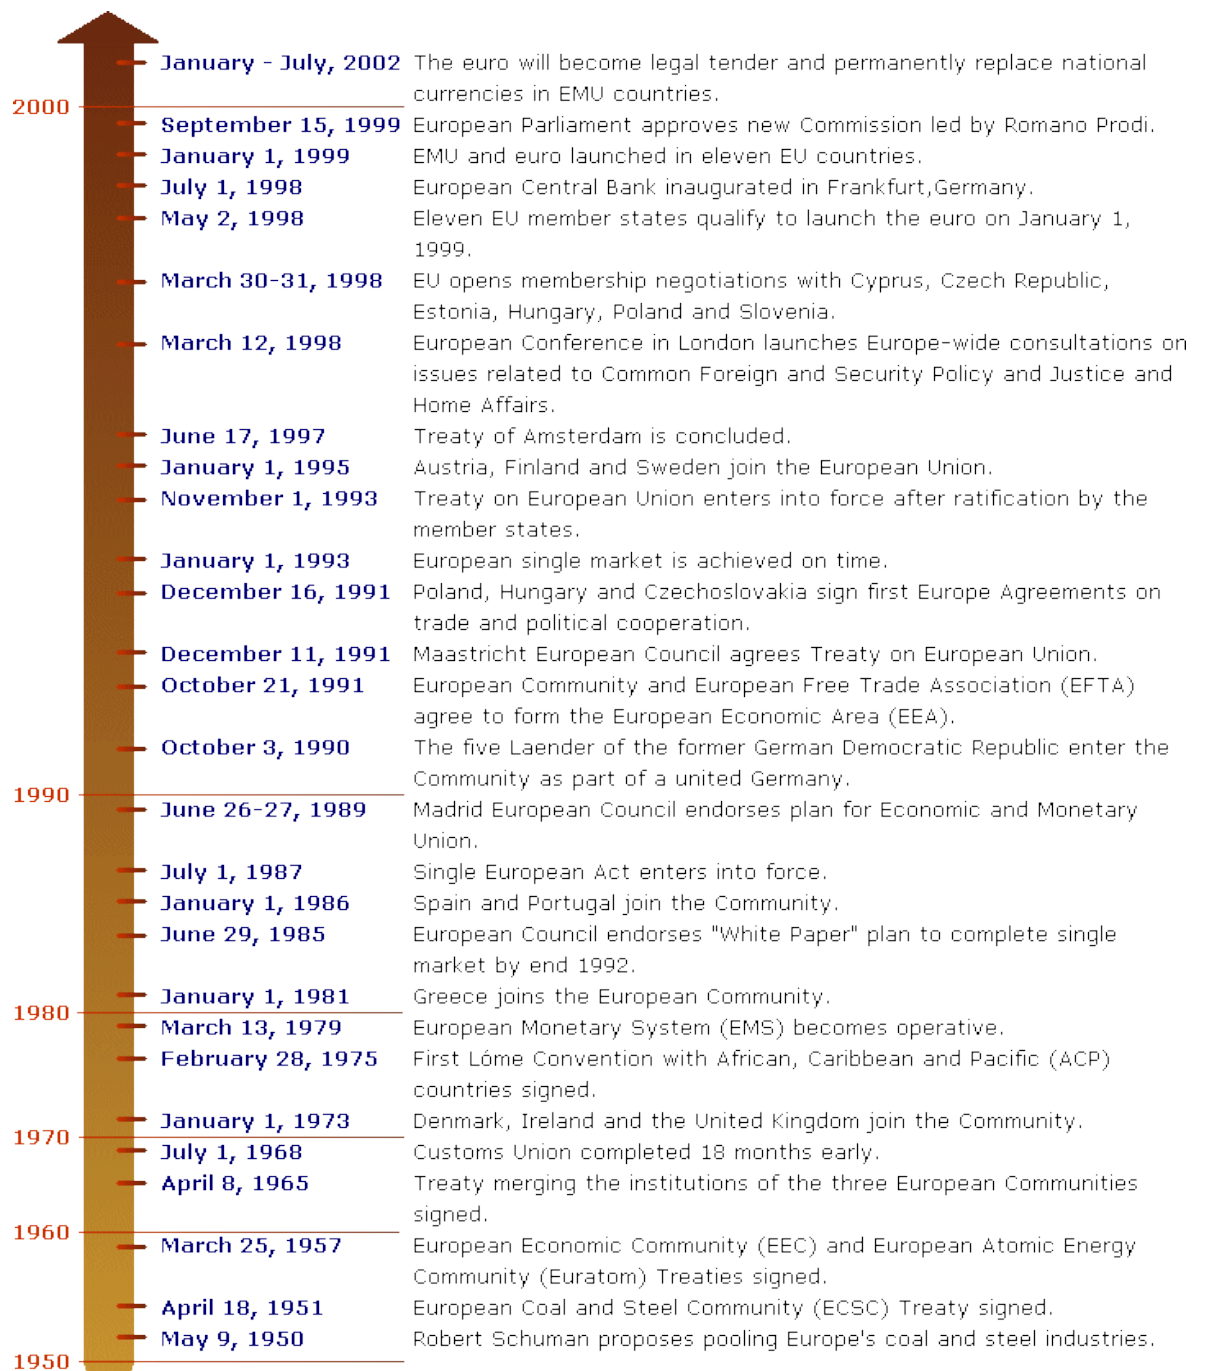 January - July, 2002 The euro will become legal tender and permanently replace national
currencies in EMU countries.
2000
September 15, 1999 European Parliament approves new Commission led by Romano Prodi.
January 1, 1999 EMU and euro launched in eleven EU countries.
July 1, 1998 European Central Bank inaugurated in Frankfurt,Germany.
May 2, 1998 Eleven EU member states qualify to launch the euro on January 1,
1999.
March 30-31, 1998 EU opens membership negotiations with Cyprus, Czech Republic,
Estonia, Hungary, Poland and Slovenia.
March 12, 1998 European Conference in London launches Europe-wide consultations on
issues related to Common Foreign and Security Policy and Justice and
Home Affairs.
June 17, 1997 Treaty of Amsterdam is concluded.
January 1, 1995 Austria, Finland and Sweden join the European Union.
November 1, 1993 Treaty on European Union enters into force after ratification by the
member states.
January 1, 1993 European single market is achieved on time.
December 16, 1991 Poland, Hungary and Czechoslovakia sign first Europe Agreements on
trade and political cooperation.
December 11, 1991 Maastricht European Council agrees Treaty on European Union.
October 21, 1991 European Community and European Free Trade Association (EFTA)
agree to form the European Economic Area (EEA).
October 3, 1990 The five Laender of the former German Democratic Republic enter the
Community as part of a united Germany.
1990
June 26-27, 1989 Madrid European Council endorses plan for Economic and Monetary
Union.
July 1, 1987 Single European Act enters into force.
January 1, 1986 Spain and Portugal join the Community.
June 29, 1985 European Council endorses "White Paper" plan to complete single
market by end 1992.
January 1, 1981 Greece joins the European Community.
1980
March 13, 1979 European Monetary System (EMS) becomes operative.
February 28, 1975 First Lóme Convention with African, Caribbean and Pacific (ACP)
countries signed.
January 1, 1973 Denmark, Ireland and the United Kingdom join the Community.
1970
July 1, 1968 Customs Union completed 18 months early.
April 8, 1965 Treaty merging the institutions of the three European Communities
signed.
1960
March 25, 1957 European Economic Community (EEC) and European Atomic Energy
Community (Euratom) Treaties signed.
April 18, 1951 European Coal and Steel Community (ECSC) Treaty signed.
May 9, 1950 Robert Schuman proposes pooling Europe's coal and steel industries.
1950